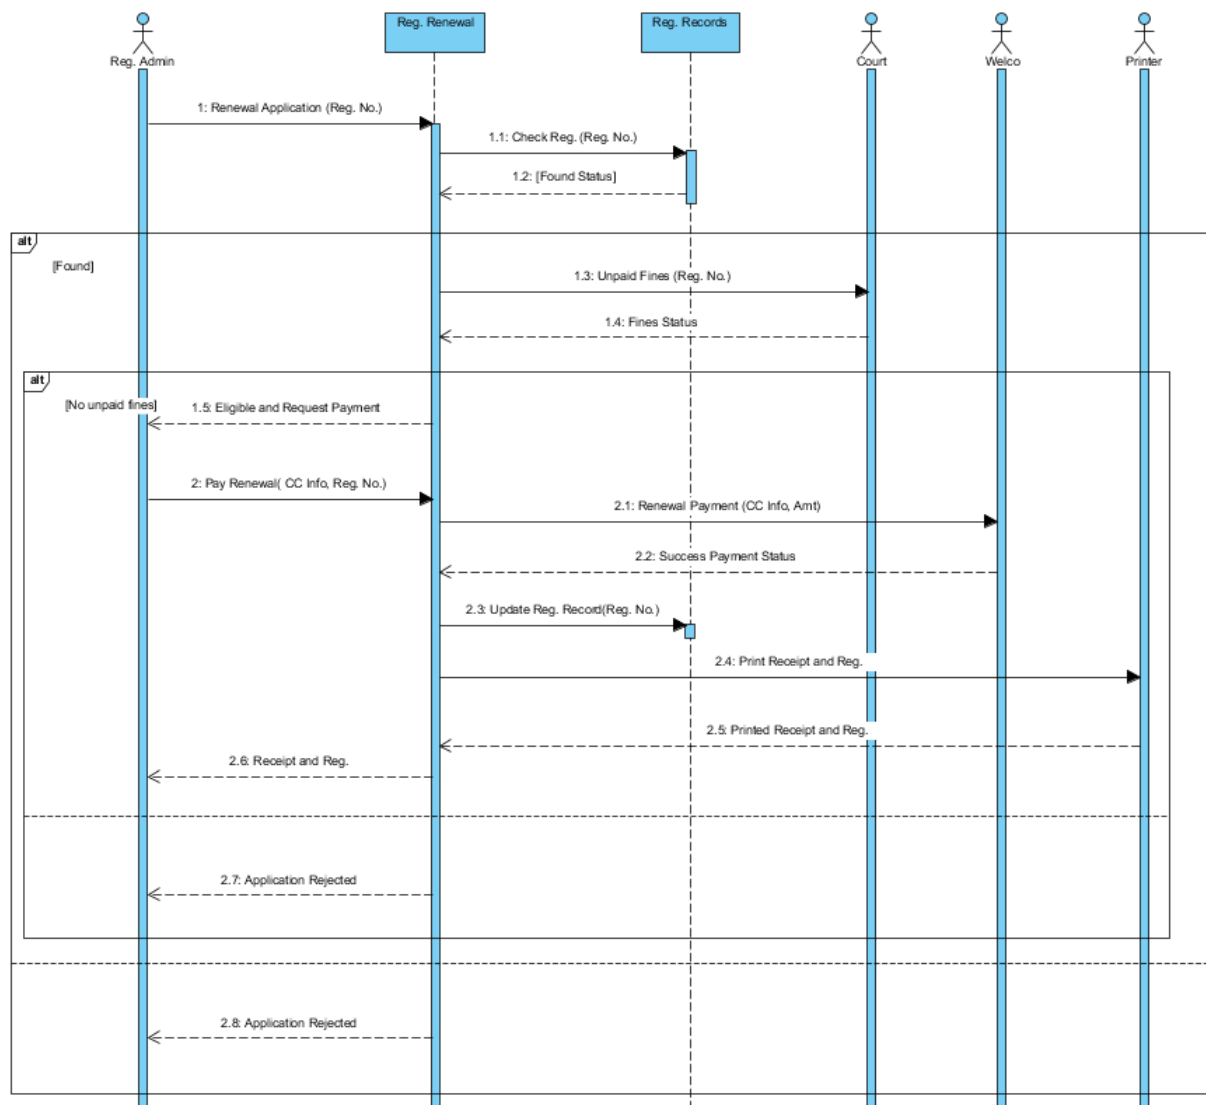 Reg. Admin
Reg. Renewal
Reg. Records
Court
Welco
Printer
1: Renewal Application (Reg. No.)
1.1: Check Reg. (Reg. No.)
1.2: [Found Status]
alt
[Found]
1.3: Unpaid Fines (Reg. No.)
1.4: Fines Status
alt
[No unpaid fines]
1.5: Eligible and Request Payment
2: Pay Renewal( CC Info, Reg. No.)
2.1: Renewal Payment (CC Info, Amt)
2.2: Success Payment Status
2.3: Update Reg. Record(Reg. No.)
2.4: Print Receipt and Reg.
2.5: Printed Receipt and Reg.
2.6: Receipt and Reg.
2.7: Application Rejected
2.8: Application Rejected